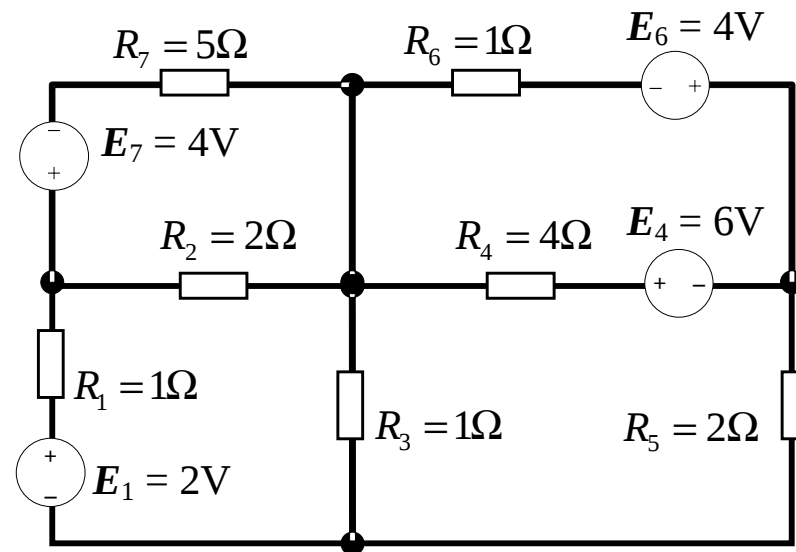 R₇ = 5Ω
R₆ = 1Ω
E₆ = 4V
− +
−
+
E₇ = 4V
R₂ = 2Ω
R₄ = 4Ω
E₄ = 6V
+ −
R₁ = 1Ω
R₃ = 1Ω
R₅ = 2Ω
+
−
E₁ = 2V